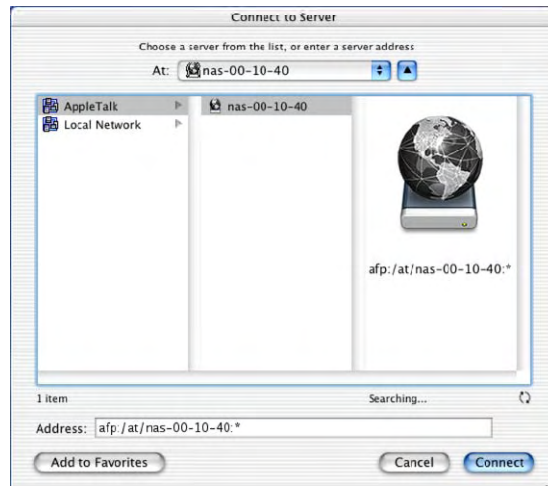 Connect to Server
Choose a server from the list, or enter a server address
At: nas-00-10-40
AppleTalk
Local Network
nas-00-10-40
afp:/at/nas-00-10-40:*
1 item
Searching...
Address: afp:/at/nas-00-10-40:*
Add to Favorites
Cancel
Connect